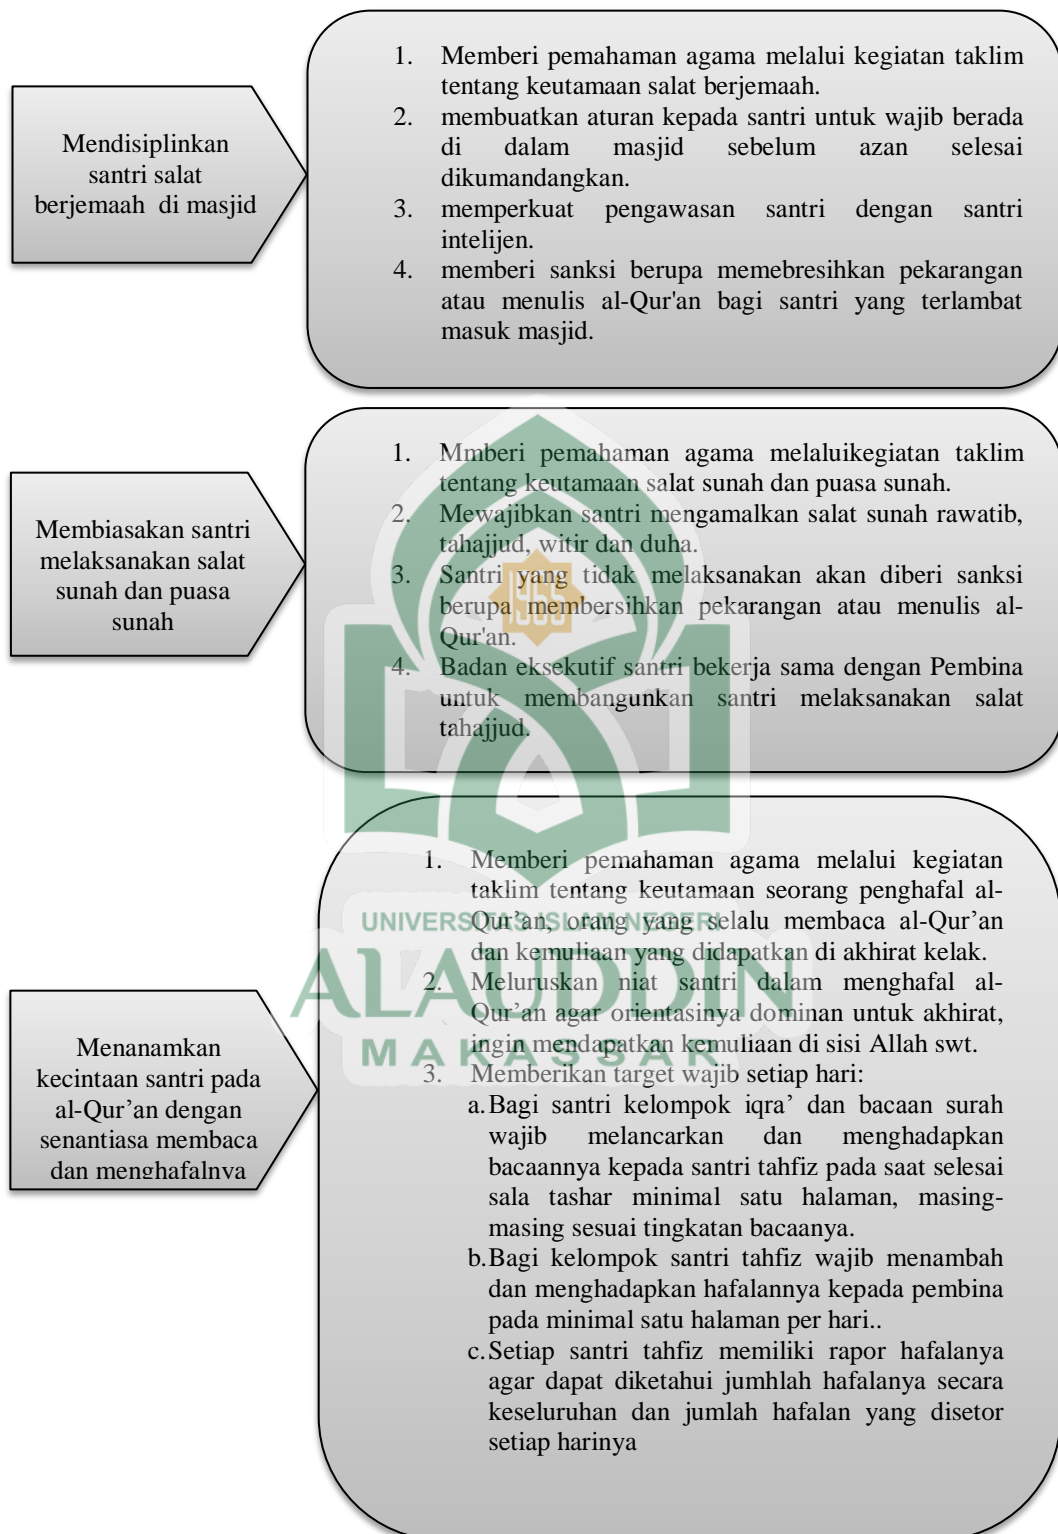 Mendisiplinkan
santri salat
berjemaah di masjid
1. Memberi pemahaman agama melalui kegiatan taklim
tentang keutamaan salat berjemaah.
2. membuatkan aturan kepada santri untuk wajib berada
di dalam masjid sebelum azan selesai
dikumandangkan.
3. memperkuat pengawasan santri dengan santri
intelijen.
4. memberi sanksi berupa memebresihkan pekarangan
atau menulis al-Qur'an bagi santri yang terlambat
masuk masjid.
Membiasakan santri
melaksanakan salat
sunah dan puasa
sunah
1. Mmberi pemahaman agama melaluikegiatan taklim
tentang keutamaan salat sunah dan puasa sunah.
2. Mewajibkan santri mengamalkan salat sunah rawatib,
tahajjud, witir dan duha.
3. Santri yang tidak melaksanakan akan diberi sanksi
berupa membersihkan pekarangan atau menulis al-
Qur'an.
4. Badan eksekutif santri bekerja sama dengan Pembina
untuk membangunkan santri melaksanakan salat
tahajjud.
1965
Menanamkan
kecintaan santri pada
al-Qur’an dengan
senantiasa membaca
dan menghafalnya
1. Memberi pemahaman agama melalui kegiatan
taklim tentang keutamaan seorang penghafal al-
Qur’an, orang yang selalu membaca al-Qur’an
dan kemuliaan yang didapatkan di akhirat kelak.
2. Meluruskan niat santri dalam menghafal al-
Qur’an agar orientasinya dominan untuk akhirat,
ingin mendapatkan kemuliaan di sisi Allah swt.
3. Memberikan target wajib setiap hari:
a. Bagi santri kelompok iqra’ dan bacaan surah
wajib melancarkan dan menghadapkan
bacaannya kepada santri tahfiz pada saat selesai
sala tashar minimal satu halaman, masing-
masing sesuai tingkatan bacaanya.
b. Bagi kelompok santri tahfiz wajib menambah
dan menghadapkan hafalannya kepada pembina
pada minimal satu halaman per hari..
c. Setiap santri tahfiz memiliki rapor hafalanya
agar dapat diketahui jumhlah hafalanya secara
keseluruhan dan jumlah hafalan yang disetor
setiap harinya
UNIVERSITAS ISLAM NEGERI
ALAUDDIN
MAKASSAR